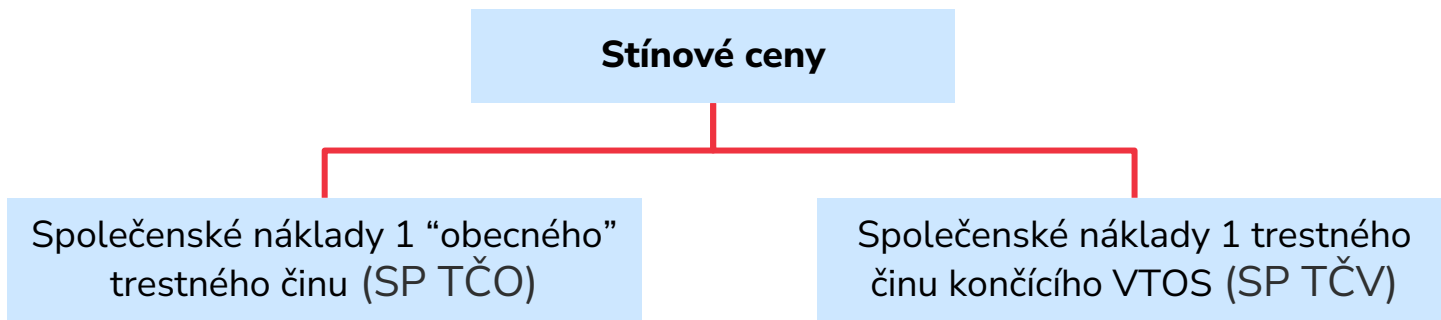 Stínové ceny
Společenské náklady 1 “obecného”
trestného činu (SP TČO)
Společenské náklady 1 trestného
činu končícího VTOS (SP TČV)